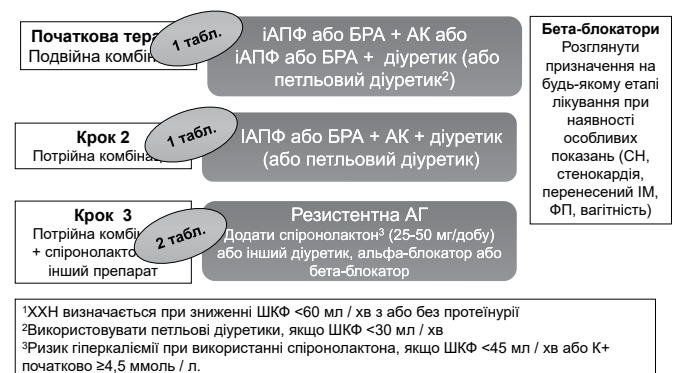 Початкова тера
Подвійна комбін
1 табл.
іАПФ або БРА + АК або
іАПФ або БРА + діуретик (або
петльовий діуретик²)
Бета-блокатори
Розглянути
призначення на
будь-якому етапі
лікування при
наявності
особливих
показань (СН,
стенокардія,
перенесений ІМ,
ФП, вагітність)
Крок 2
Потрійна комбінац
1 табл.
ІАПФ або БРА + АК + діуретик
(або петльовий діуретик)
Крок 3
Потрійна комбі
+ спіронолакто
інший препарат
2 табл.
Резистентна АГ
Додати спіронолактон³ (25-50 мг/добу)
або інший діуретик, альфа-блокатор або
бета-блокатор
¹ХХН визначається при зниженні ШКФ <60 мл / хв з або без протеїнурії
²Використовувати петльові діуретики, якщо ШКФ <30 мл / хв
³Ризик гіперкаліємії при використанні спіронолактона, якщо ШКФ <45 мл / хв або К+
початково ≥4,5 ммоль / л.